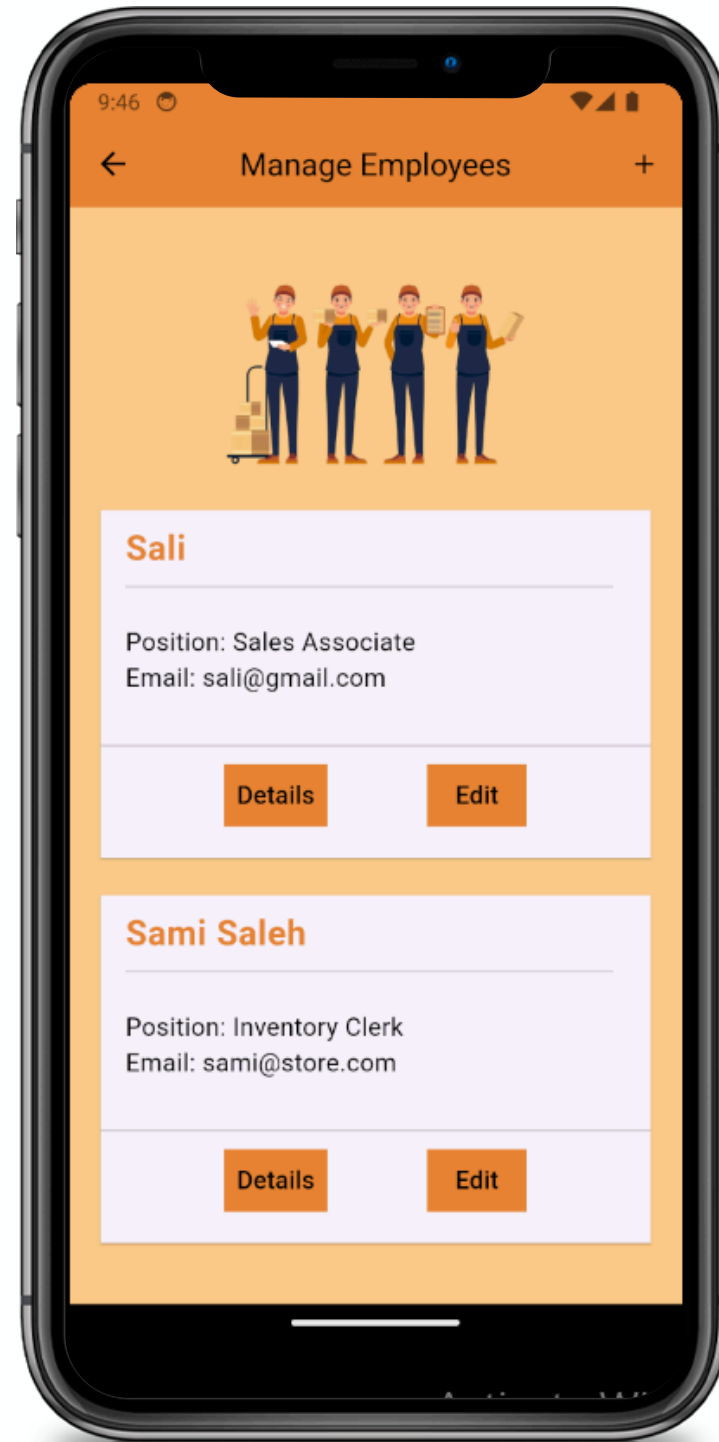 9:46
Manage Employees
+
Sali
Position: Sales Associate
Email: sali@gmail.com
Details Edit
Sami Saleh
Position: Inventory Clerk
Email: sami@store.com
Details Edit